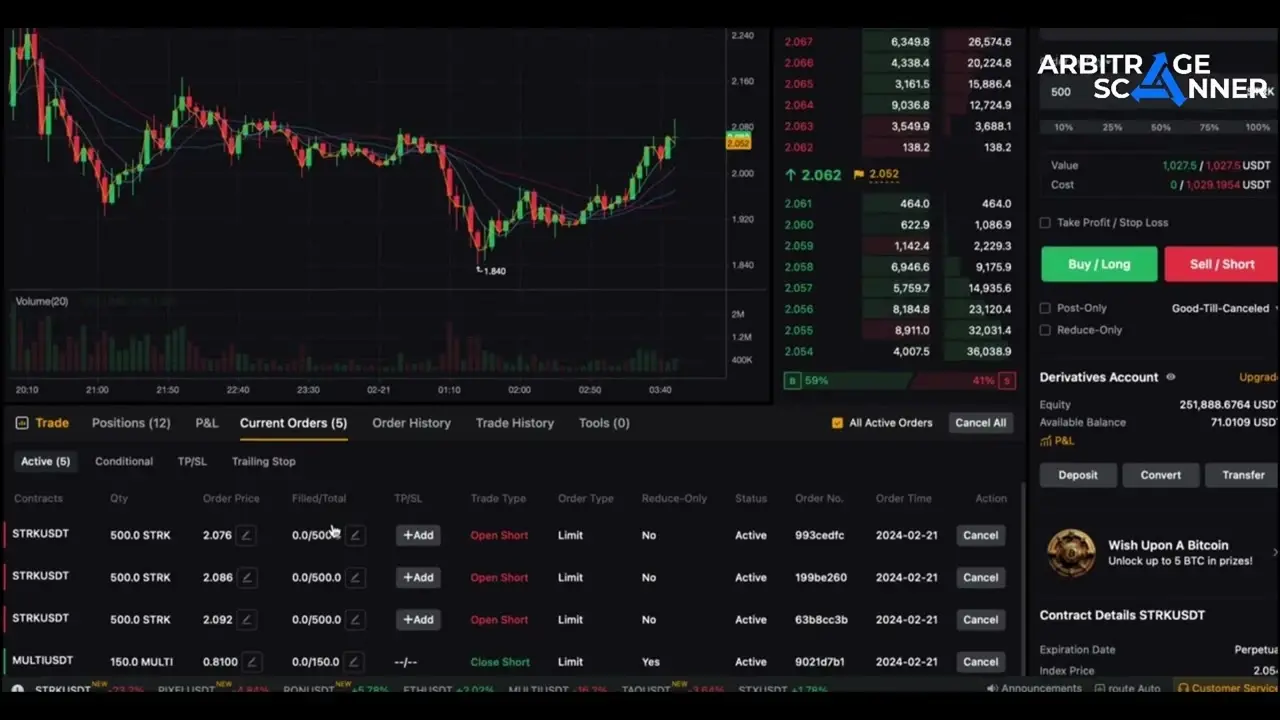 ARBITRAGE
SCANNER
2.240
2.160
2.080
2.052
2.000
1.920
1.840
1.840
Volume(20)
2M
1.2M
400K
20:10 21:00 21:50 22:40 23:30 02-21 01:10 02:00 02:50 03:40
2.067 6,349.8 26,574.6
2.066 4,338.4 20,224.8
2.065 3,161.5 15,886.4
2.064 9,036.8 12,724.9
2.063 3,549.9 3,688.1
2.062 138.2 138.2
2.062 2.052
2.061 464.0 464.0
2.060 622.9 1,086.9
2.059 1,142.4 2,229.3
2.058 6,946.6 9,175.9
2.057 5,759.7 14,935.6
2.056 8,184.8 23,120.4
2.055 8,911.0 32,031.4
2.054 4,007.5 36,038.9
B 59% 41% S
500
10% 25% 50% 75% 100%
Value 1,027.5 / 1,027.5 USDT
Cost 0 / 1,029.1954 USDT
Take Profit / Stop Loss
Buy / Long Sell / Short
Post-Only Good-Till-Canceled
Reduce-Only
Derivatives Account Upgrad
Equity 251,888.6764 USDT
Available Balance 71.0109 USDT
P&L
Deposit Convert Transfer
Wish Upon A Bitcoin
Unlock up to 5 BTC in prizes!
Contract Details STRKUSDT
Expiration Date Perpetua
Index Price 2.054
Trade Positions (12) P&L Current Orders (5) Order History Trade History Tools (0) All Active Orders Cancel All
Active (5) Conditional TP/SL Trailing Stop
Contracts Qty Order Price Filled/Total TP/SL Trade Type Order Type Reduce-Only Status Order No. Order Time Action
STRKUSDT 500.0 STRK 2.076 0.0/500.0 +Add Open Short Limit No Active 993cedfc 2024-02-21 Cancel
STRKUSDT 500.0 STRK 2.086 0.0/500.0 +Add Open Short Limit No Active 199be260 2024-02-21 Cancel
STRKUSDT 500.0 STRK 2.092 0.0/500.0 +Add Open Short Limit No Active 63b8cc3b 2024-02-21 Cancel
MULTIUSDT 150.0 MULTI 0.8100 0.0/150.0 --/-- Close Short Limit Yes Active 9021d7b1 2024-02-21 Cancel
STRKUSDT NEW -23.2% PIXELUSDT NEW -4.84% RONUSDT NEW +5.78% ETHUSDT +2.02% MULTIUSDT -16.2% TAOUSDT NEW -3.64% STXUSDT +1.78% Announcements route Auto Customer Service